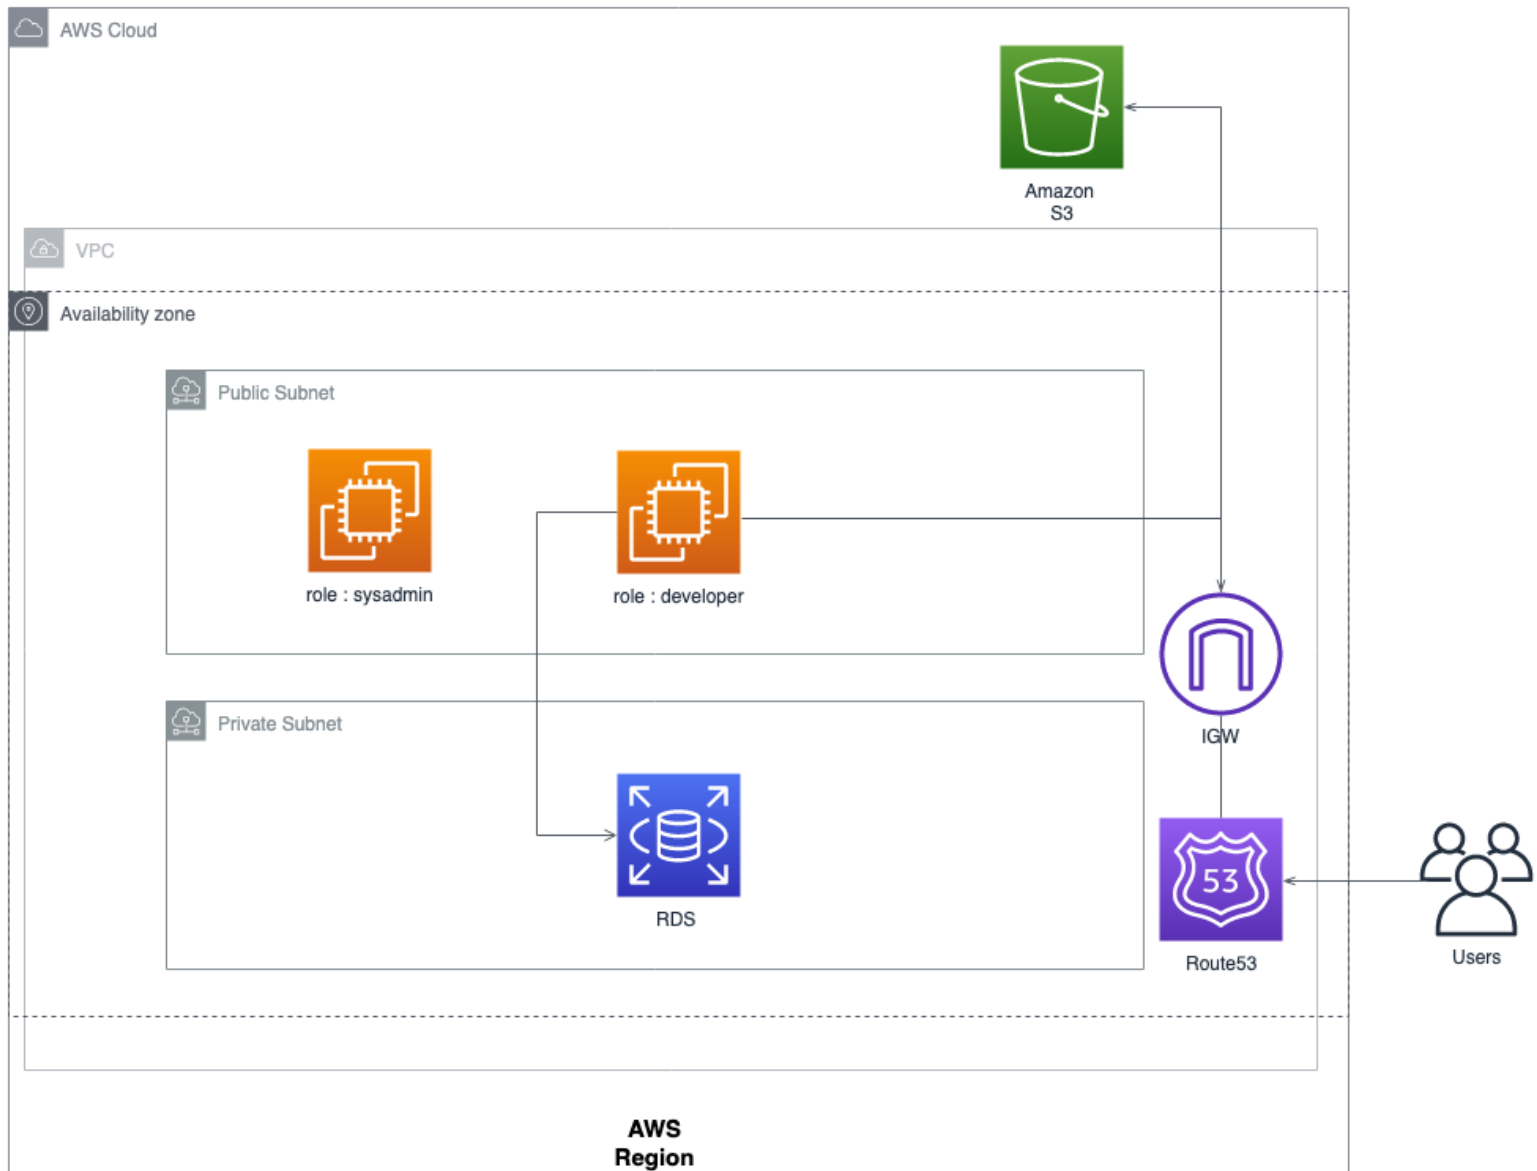 AWS Cloud
Amazon
S3
VPC
Availability zone
Public Subnet
role : sysadmin
role : developer
Private Subnet
IGW
RDS
53
Route53
Users
AWS
Region